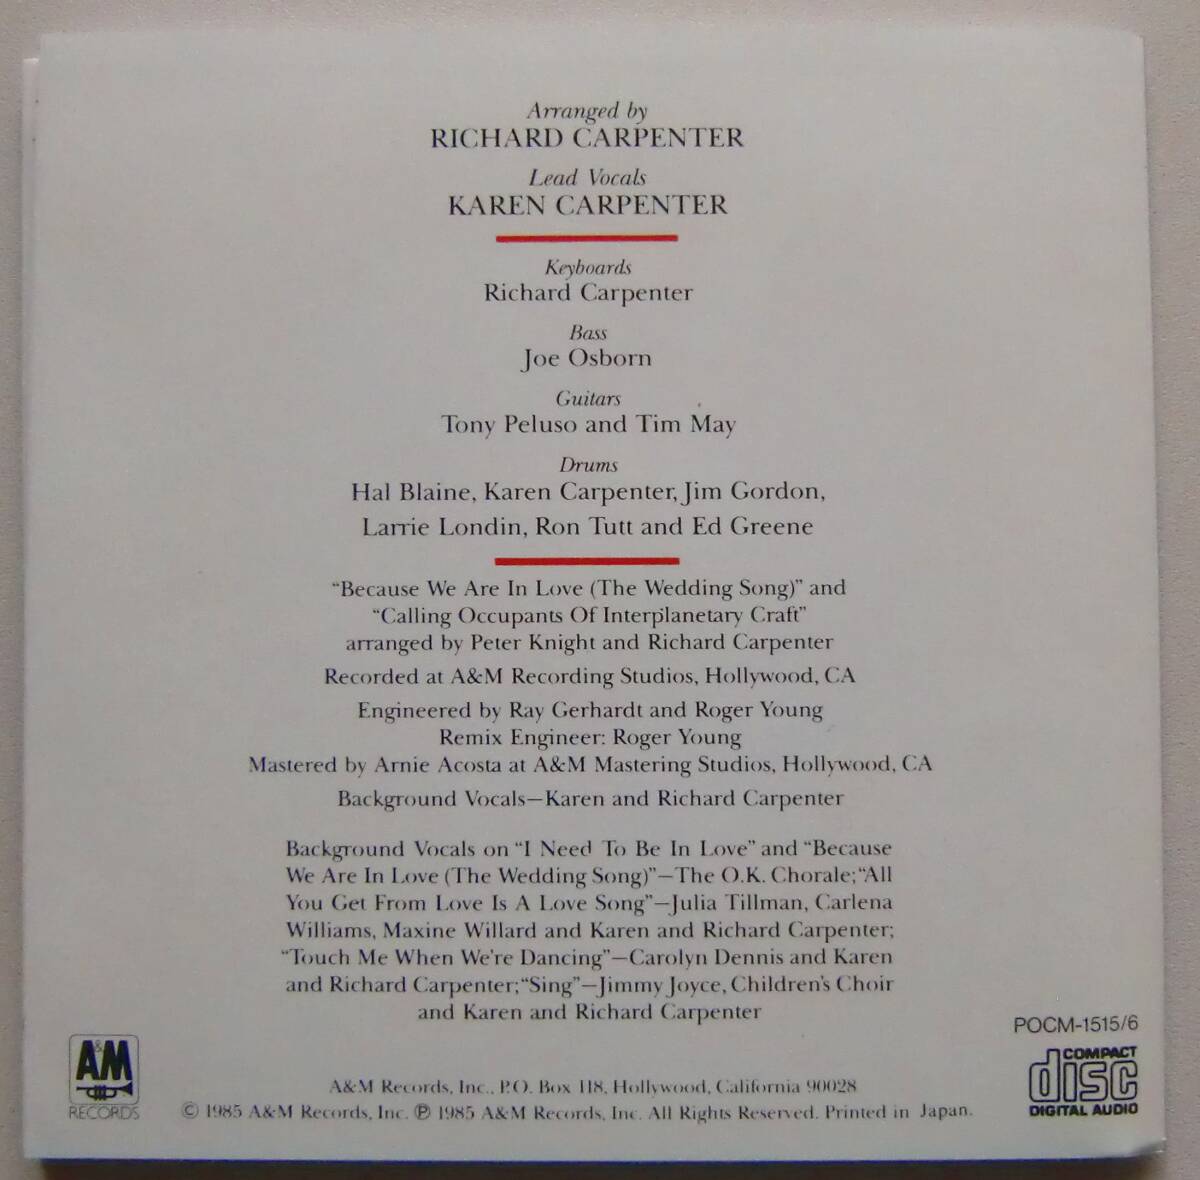 Arranged by
RICHARD CARPENTER
Lead Vocals
KAREN CARPENTER
Keyboards
Richard Carpenter
Bass
Joe Osborn
Guitars
Tony Peluso and Tim May
Drums
Hal Blaine, Karen Carpenter, Jim Gordon,
Larrie Londin, Ron Tutt and Ed Greene
“Because We Are In Love (The Wedding Song)” and
“Calling Occupants Of Interplanetary Craft”
arranged by Peter Knight and Richard Carpenter
Recorded at A&M Recording Studios, Hollywood, CA
Engineered by Ray Gerhardt and Roger Young
Remix Engineer: Roger Young
Mastered by Arnie Acosta at A&M Mastering Studios, Hollywood, CA
Background Vocals—Karen and Richard Carpenter
Background Vocals on “I Need To Be In Love” and “Because
We Are In Love (The Wedding Song)”—The O.K. Chorale; “All
You Get From Love Is A Love Song”—Julia Tillman, Carlena
Williams, Maxine Willard and Karen and Richard Carpenter;
“Touch Me When We're Dancing”—Carolyn Dennis and Karen
and Richard Carpenter; “Sing”—Jimmy Joyce, Children's Choir
and Karen and Richard Carpenter
POCM-1515/6
A&M
RECORDS
COMPACT
disc
DIGITAL AUDIO
A&M Records, Inc., P.O. Box 118, Hollywood, California 90028
© 1985 A&M Records, Inc. ℗ 1985 A&M Records, Inc. All Rights Reserved. Printed in Japan.